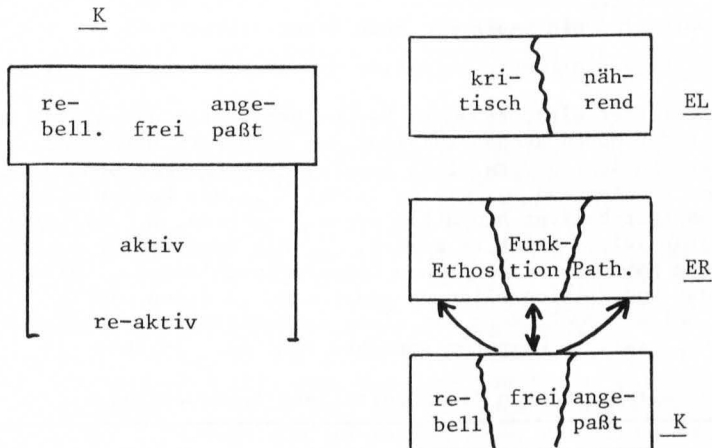 K
re- ange-
bell. frei paßt
aktiv
re-aktiv
kri- näh-
tisch rend EL
Funk-
Ethos tion Path. ER
re- frei ange-
bell paßt K